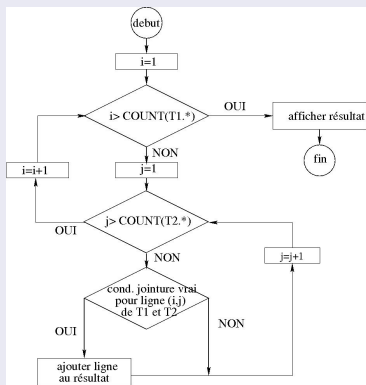 debut
i=1
i> COUNT(T1.*)
OUI
afficher résultat
NON
fin
i=i+1
j=1
j> COUNT(T2.*)
OUI
NON
j=j+1
cond. jointure vrai
pour ligne (i,j)
de T1 et T2
OUI
NON
ajouter ligne
au résultat